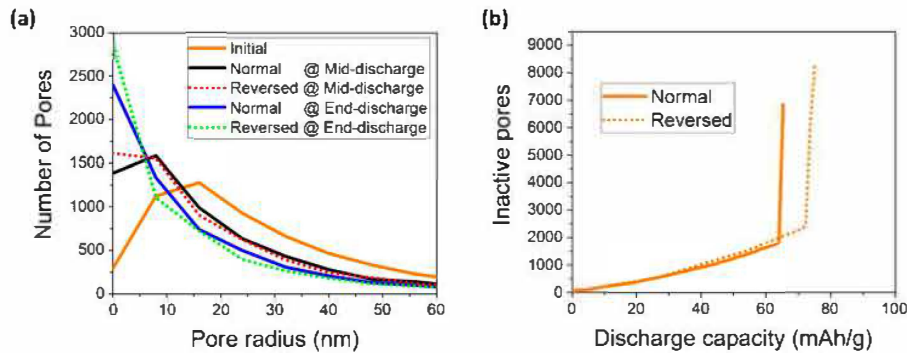 (a)
3000
2500
2000
1500
1000
500
0
Number of Pores
Initial
Normal @ Mid-discharge
Reversed @ Mid-discharge
Normal @ End-discharge
Reversed @ End-discharge
0 10 20 30 40 50 60
Pore radius (nm)
(b)
9000
8000
7000
6000
5000
4000
3000
2000
1000
0
Inactive pores
Normal
Reversed
0 20 40 60 80 100
Discharge capacity (mAh/g)